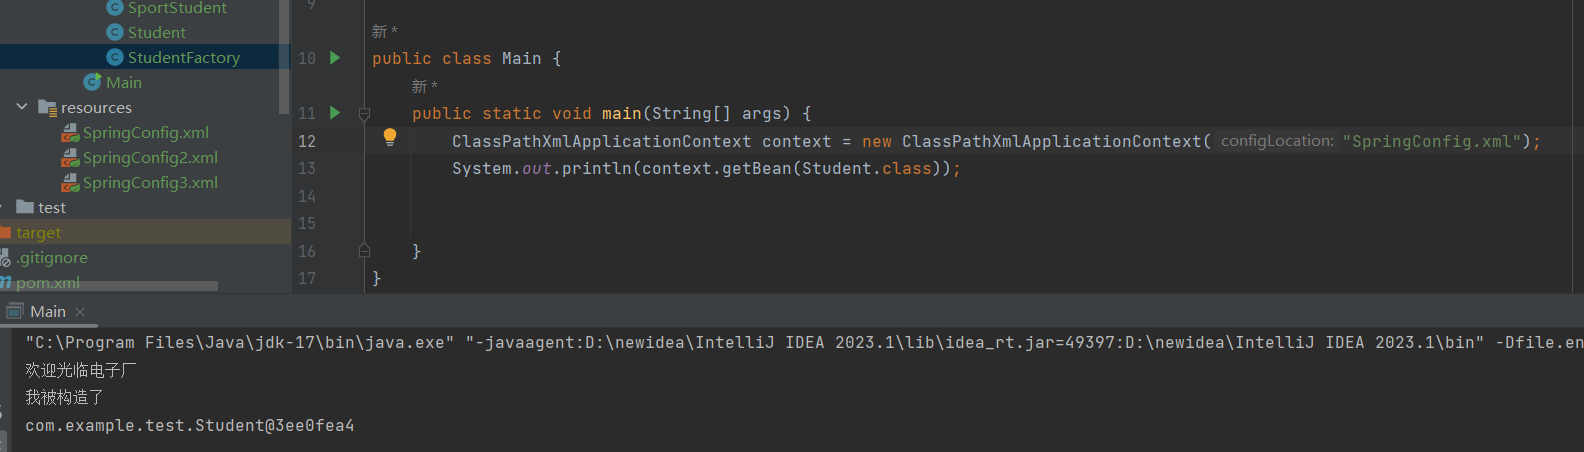 SportStudent
Student
StudentFactory
Main
resources
SpringConfig.xml
SpringConfig2.xml
SpringConfig3.xml
test
target
.gitignore
pom.xml
9
新 *
10 public class Main {
新 *
11 public static void main(String[] args) {
12 ClassPathXmlApplicationContext context = new ClassPathXmlApplicationContext( configLocation: "SpringConfig.xml");
13 System.out.println(context.getBean(Student.class));
14
15
16 }
17 }
Main
"C:\Program Files\Java\jdk-17\bin\java.exe" "-javaagent:D:\newidea\IntelliJ IDEA 2023.1\lib\idea_rt.jar=49397:D:\newidea\IntelliJ IDEA 2023.1\bin" -Dfile.en
欢迎光临电子厂
我被构造了
com.example.test.Student@3ee0fea4